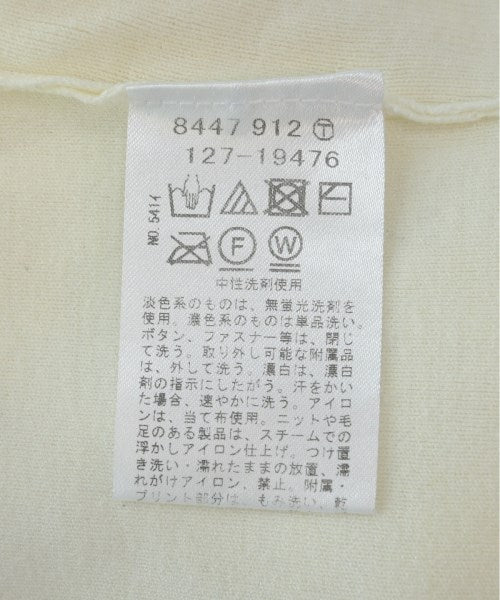 8447 912 Ⓣ
127-19476
NO.5414
F W
中性洗剤使用
淡色系のものは、無蛍光洗剤を
使用。濃色系のものは単品洗い。
ボタン、ファスナー等は、閉じ
て洗う。取り外し可能な附属品
は、外して洗う。漂白は、漂白
剤の指示にしたがう。汗をかい
た場合、速やかに洗う。アイロ
ンは、当て布使用。ニットや毛
足のある製品は、スチームでの
浮かしアイロン仕上げ。つけ置
き洗い・濡れたままの放置、濡
れがけアイロン、禁止。附属・
プリント部分は、もみ洗い、乾